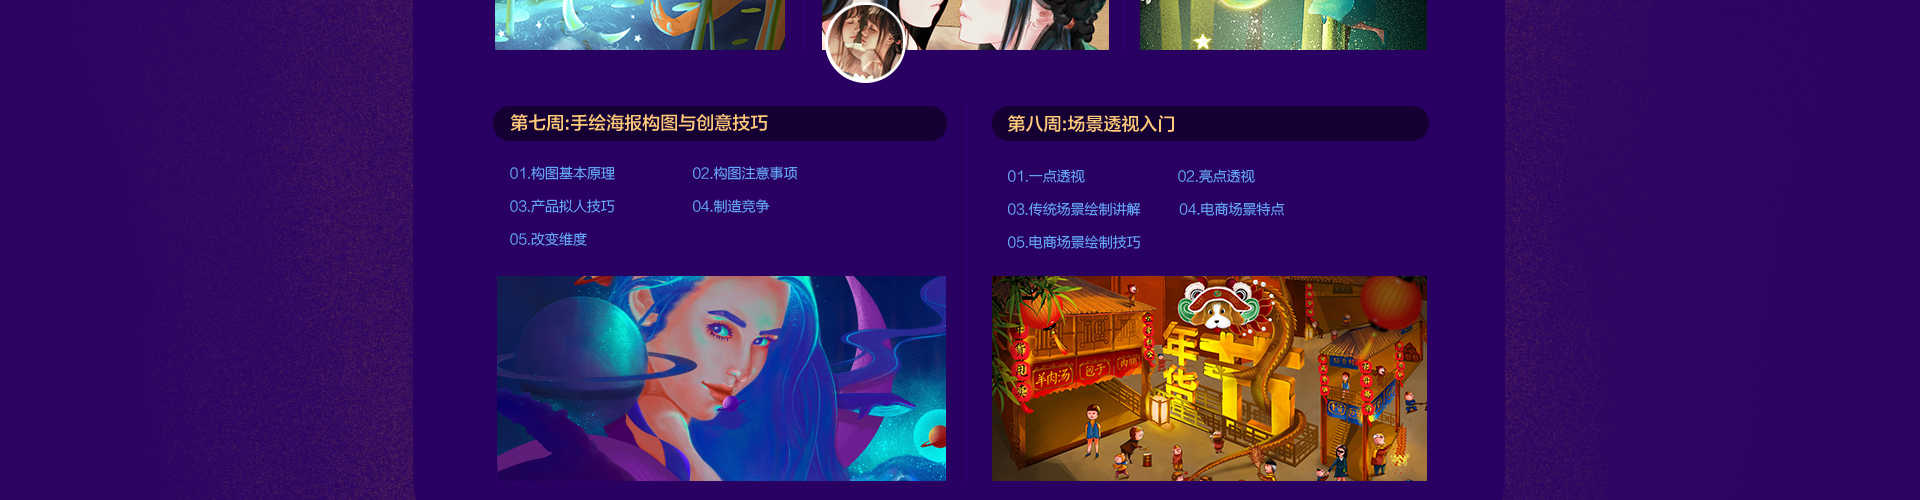 第七周:手绘海报构图与创意技巧
01.构图基本原理
02.构图注意事项
03.产品拟人技巧
04.制造竞争
05.改变维度
第八周:场景透视入门
01.一点透视
02.亮点透视
03.传统场景绘制讲解
04.电商场景特点
05.电商场景绘制技巧
年货节
羊肉汤
包子